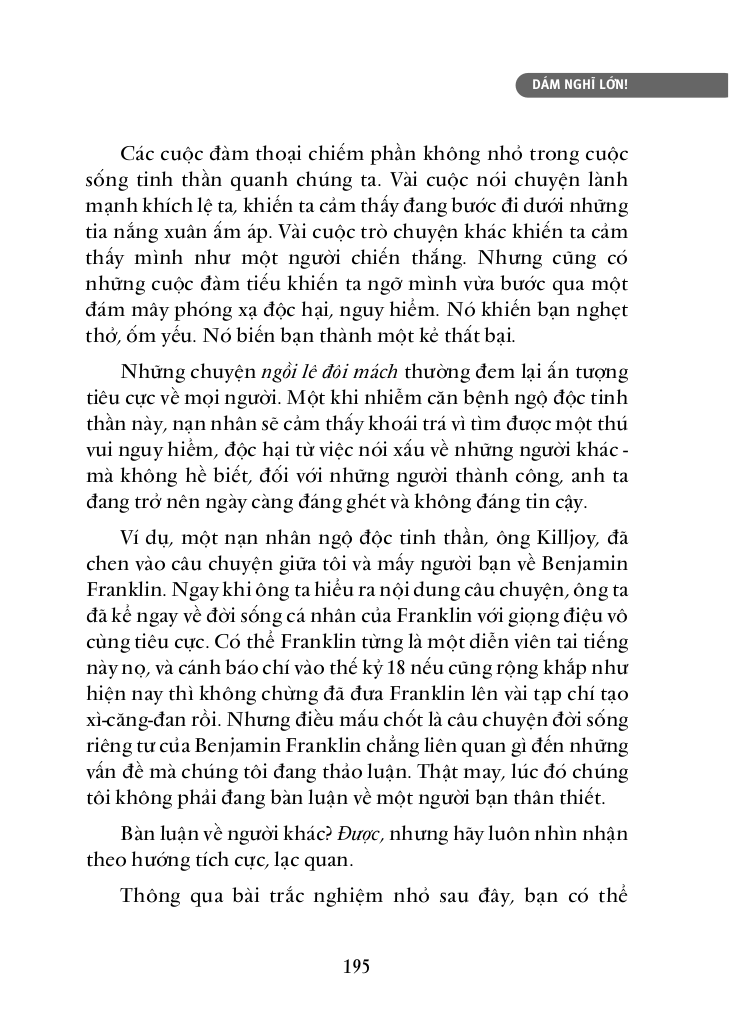 DÁM NGHĨ LỚN!
Các cuộc đàm thoại chiếm phần không nhỏ trong cuộc
sống tinh thần quanh chúng ta. Vài cuộc nói chuyện lành
mạnh khích lệ ta, khiến ta cảm thấy đang bước đi dưới những
tia nắng xuân ấm áp. Vài cuộc trò chuyện khác khiến ta cảm
thấy mình như một người chiến thắng. Nhưng cũng có
những cuộc đàm tiếu khiến ta ngỡ mình vừa bước qua một
đám mây phóng xạ độc hại, nguy hiểm. Nó khiến bạn nghẹt
thở, ốm yếu. Nó biến bạn thành một kẻ thất bại.
Những chuyện ngồi lê đôi mách thường đem lại ấn tượng
tiêu cực về mọi người. Một khi nhiễm căn bệnh ngộ độc tinh
thần này, nạn nhân sẽ cảm thấy khoái trá vì tìm được một thú
vui nguy hiểm, độc hại từ việc nói xấu về những người khác -
mà không hề biết, đối với những người thành công, anh ta
đang trở nên ngày càng đáng ghét và không đáng tin cậy.
Ví dụ, một nạn nhân ngộ độc tinh thần, ông Killjoy, đã
chen vào câu chuyện giữa tôi và mấy người bạn về Benjamin
Franklin. Ngay khi ông ta hiểu ra nội dung câu chuyện, ông ta
đã kể ngay về đời sống cá nhân của Franklin với giọng điệu vô
cùng tiêu cực. Có thể Franklin từng là một diễn viên tai tiếng
này nọ, và cánh báo chí vào thế kỷ 18 nếu cũng rộng khắp như
hiện nay thì không chừng đã đưa Franklin lên vài tạp chí tạo
xì-căng-đan rồi. Nhưng điều mấu chốt là câu chuyện đời sống
riêng tư của Benjamin Franklin chẳng liên quan gì đến những
vấn đề mà chúng tôi đang thảo luận. Thật may, lúc đó chúng
tôi không phải đang bàn luận về một người bạn thân thiết.
Bàn luận về người khác? Được, nhưng hãy luôn nhìn nhận
theo hướng tích cực, lạc quan.
Thông qua bài trắc nghiệm nhỏ sau đây, bạn có thể
195